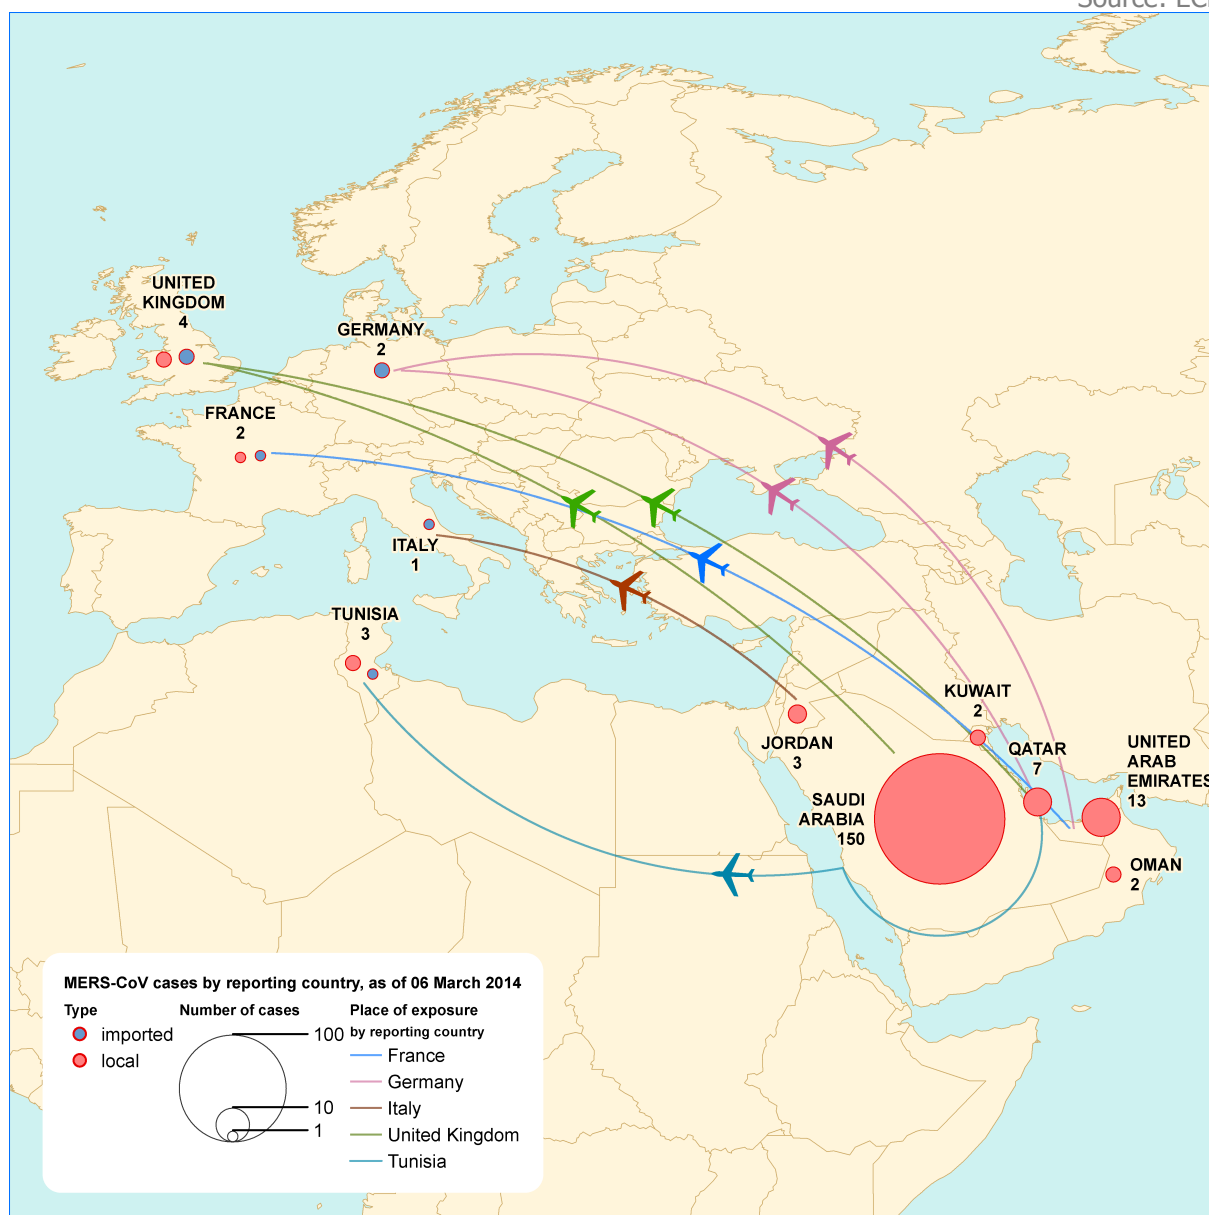 Source:
UNITED
KINGDOM
4
GERMANY
2
FRANCE
2
ITALY
1
TUNISIA
3
KUWAIT
2
JORDAN
3
QATAR
7
UNITED
ARAB
EMIRATES
13
SAUDI
ARABIA
150
OMAN
2
MERS-CoV cases by reporting country, as of 06 March 2014
Type
imported
local
Number of cases
100
10
1
Place of exposure
by reporting country
France
Germany
Italy
United Kingdom
Tunisia